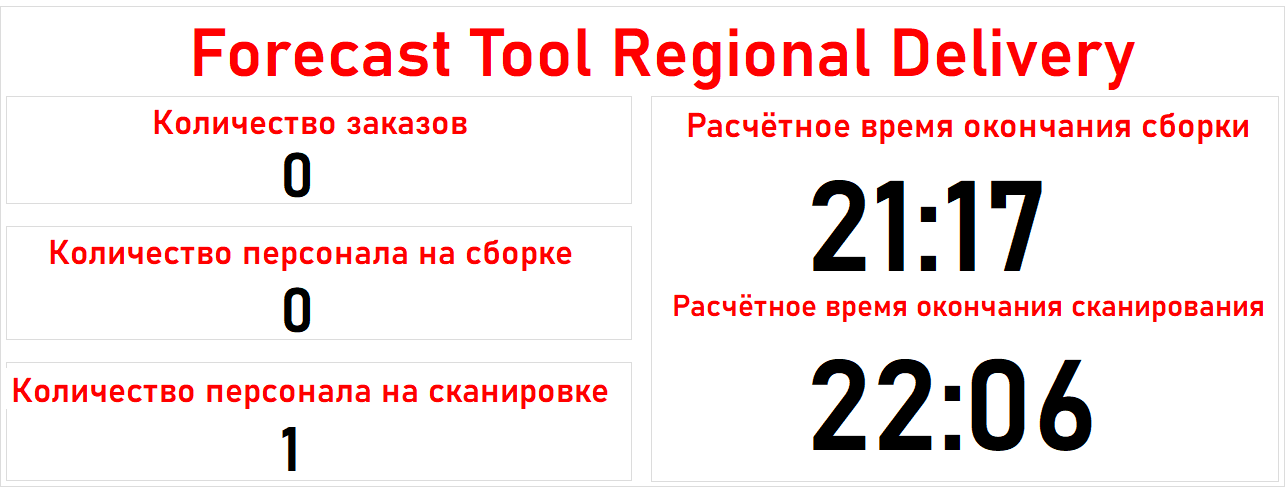 Forecast Tool Regional Delivery
Количество заказов
0
Количество персонала на сборке
0
Количество персонала на сканировке
1
Расчётное время окончания сборки
21:17
Расчётное время окончания сканирования
22:06